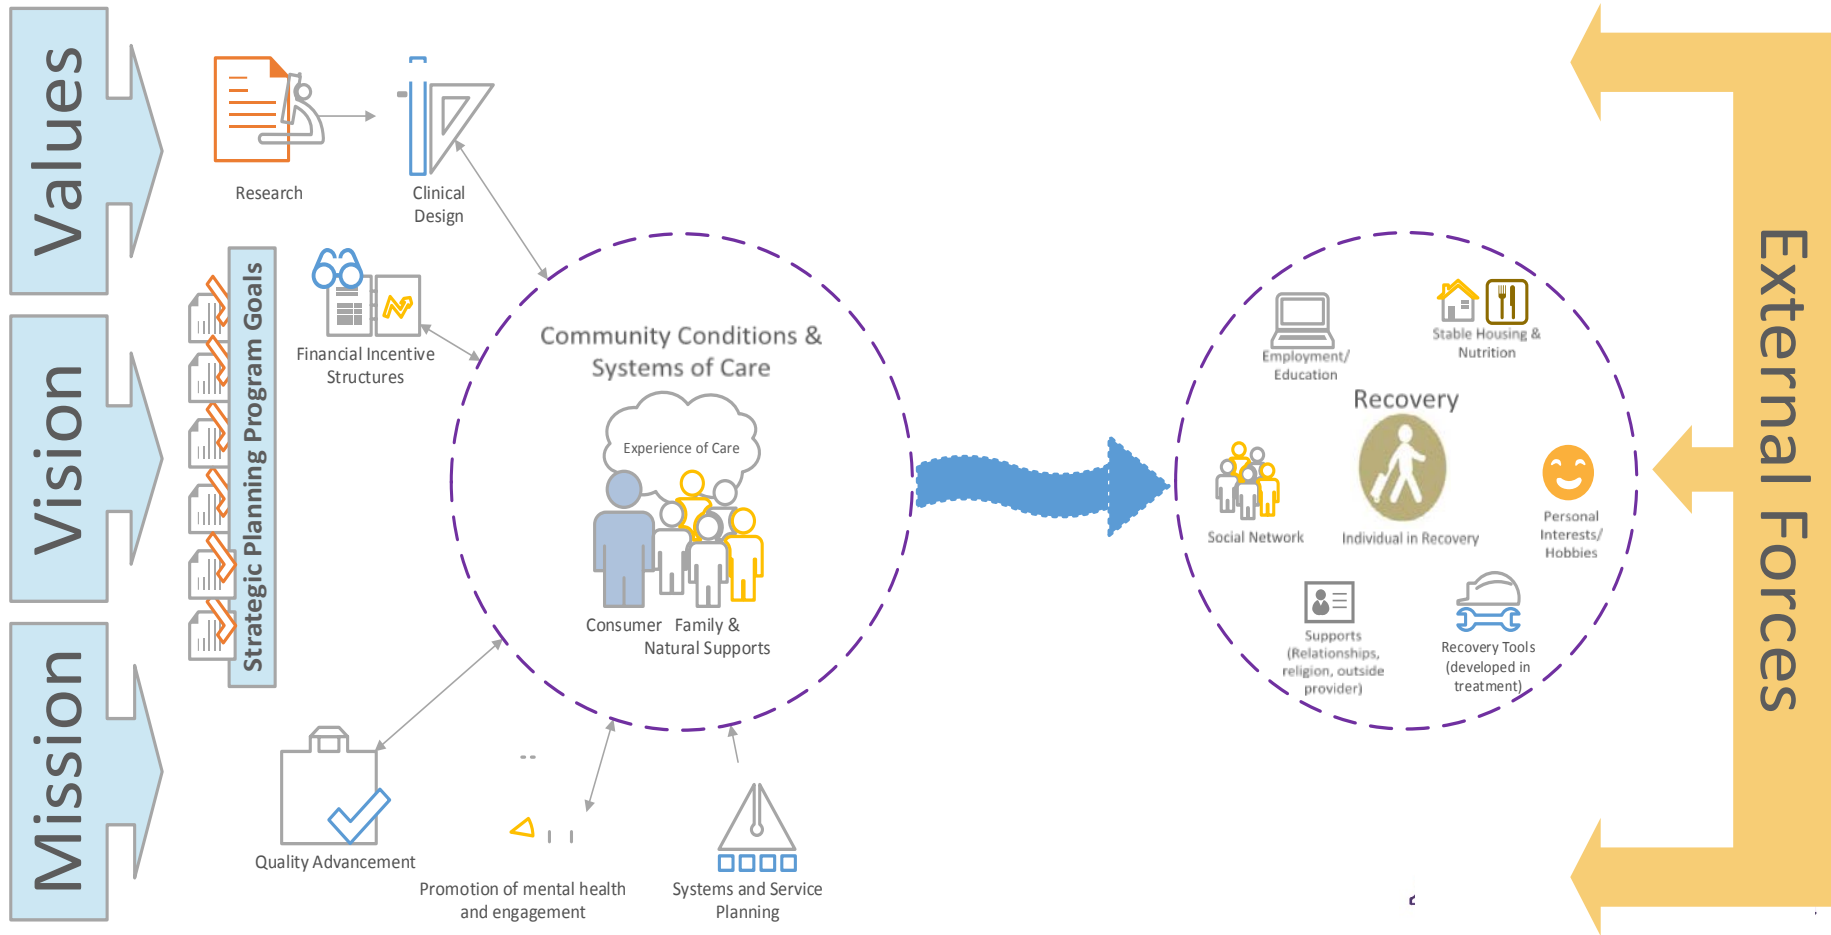 Values
Vision
Mission
Strategic Planning Program Goals
Research
Clinical
Design
Financial Incentive
Structures
Community Conditions &
Systems of Care
Experience of Care
Consumer
Family &
Natural Supports
Quality Advancement
Promotion of mental health
and engagement
Systems and Service
Planning
Employment/
Education
Stable Housing &
Nutrition
Recovery
Individual in Recovery
Social Network
Personal
Interests/
Hobbies
Supports
(Relationships,
religion, outside
provider)
Recovery Tools
(developed in
treatment)
External Forces